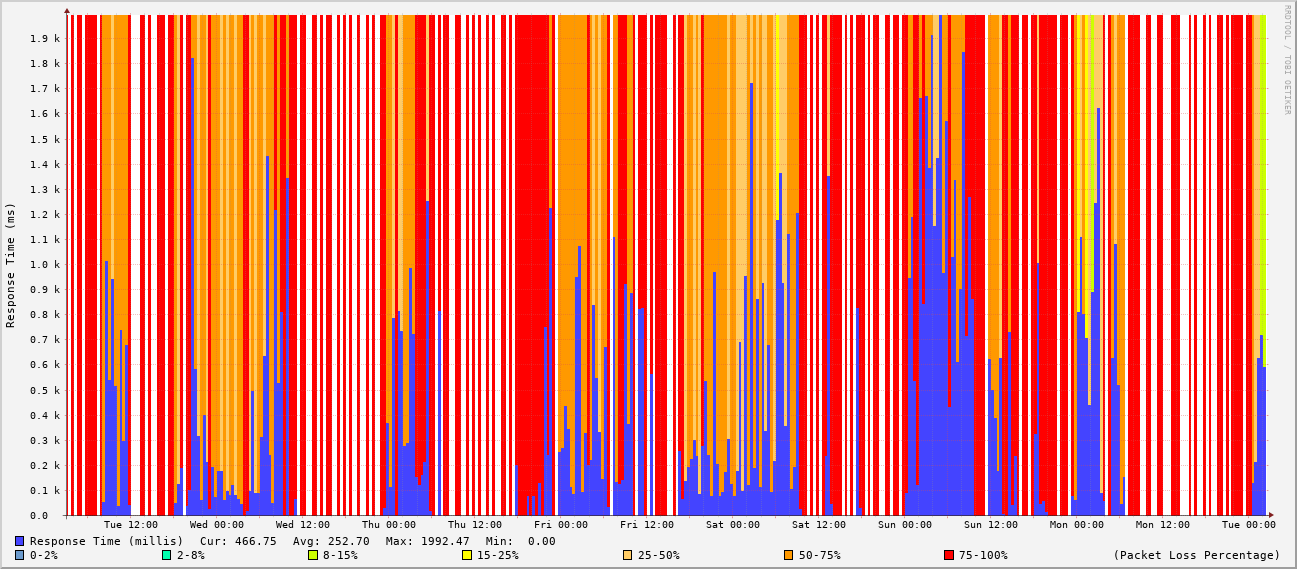 RRDTOOL / TOBI OETIKER
Response Time (ms)
1.9 k
1.8 k
1.7 k
1.6 k
1.5 k
1.4 k
1.3 k
1.2 k
1.1 k
1.0 k
0.9 k
0.8 k
0.7 k
0.6 k
0.5 k
0.4 k
0.3 k
0.2 k
0.1 k
0.0
Tue 12:00 Wed 00:00 Wed 12:00 Thu 00:00 Thu 12:00 Fri 00:00 Fri 12:00 Sat 00:00 Sat 12:00 Sun 00:00 Sun 12:00 Mon 00:00 Mon 12:00 Tue 00:00
Response Time (millis) Cur: 466.75 Avg: 252.70 Max: 1992.47 Min: 0.00
0-2% 2-8% 8-15% 15-25% 25-50% 50-75% 75-100% (Packet Loss Percentage)